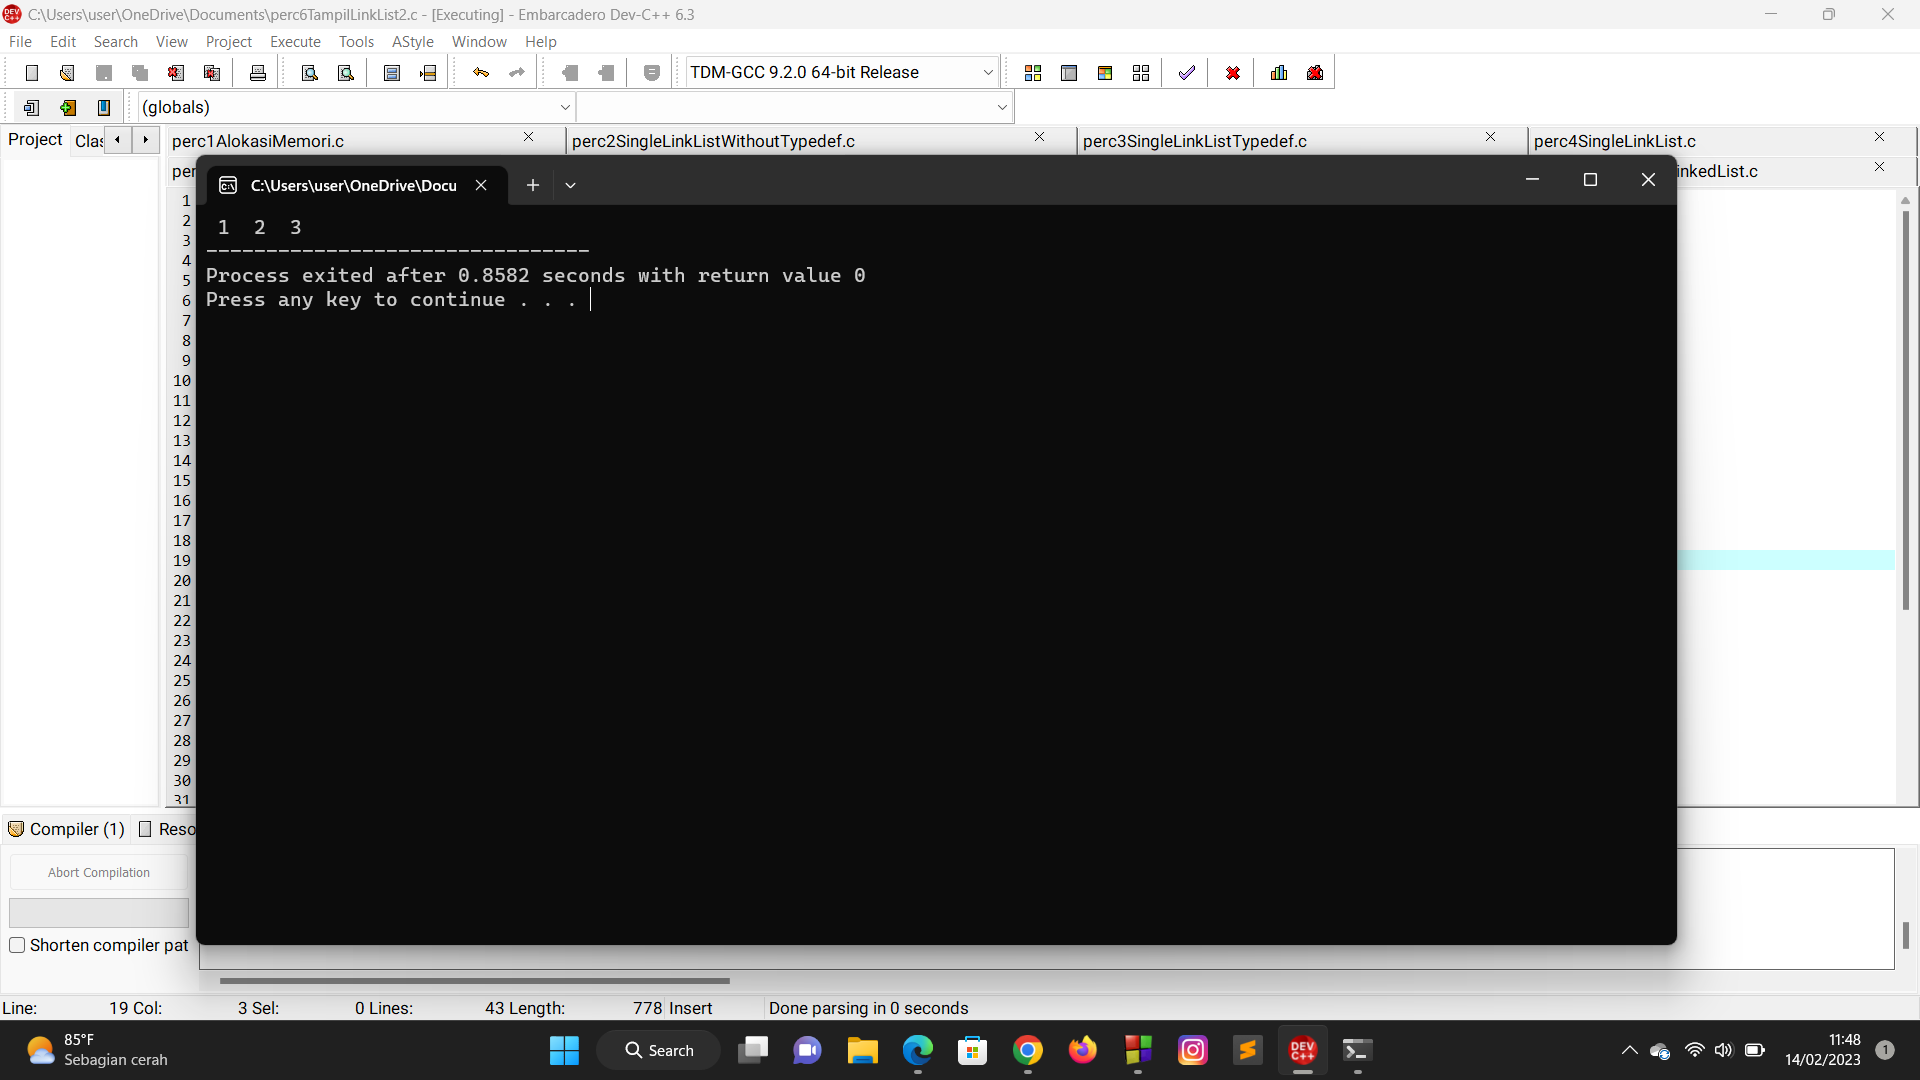 C:\Users\user\OneDrive\Documents\perc6TampilLinkList2.c - [Executing] - Embarcadero Dev-C++ 6.3
File Edit Search View Project Execute Tools AStyle Window Help
TDM-GCC 9.2.0 64-bit Release
(globals)
Project Clas perc1AlokasiMemori.c perc2SingleLinkListWithoutTypedef.c perc3SingleLinkListTypedef.c perc4SingleLinkList.c
per inkedList.c
C:\Users\user\OneDrive\Docu
1 2 3
--------------------------------
Process exited after 0.8582 seconds with return value 0
Press any key to continue . . .
1
2
3
4
5
6
7
8
9
10
11
12
13
14
15
16
17
18
19
20
21
22
23
24
25
26
27
28
29
30
31
Compiler (1) Reso
Abort Compilation
Shorten compiler pat
Line: 19 Col: 3 Sel: 0 Lines: 43 Length: 778 Insert Done parsing in 0 seconds
85°F
Sebagian cerah
Search
DEV C++
11:48
14/02/2023
1